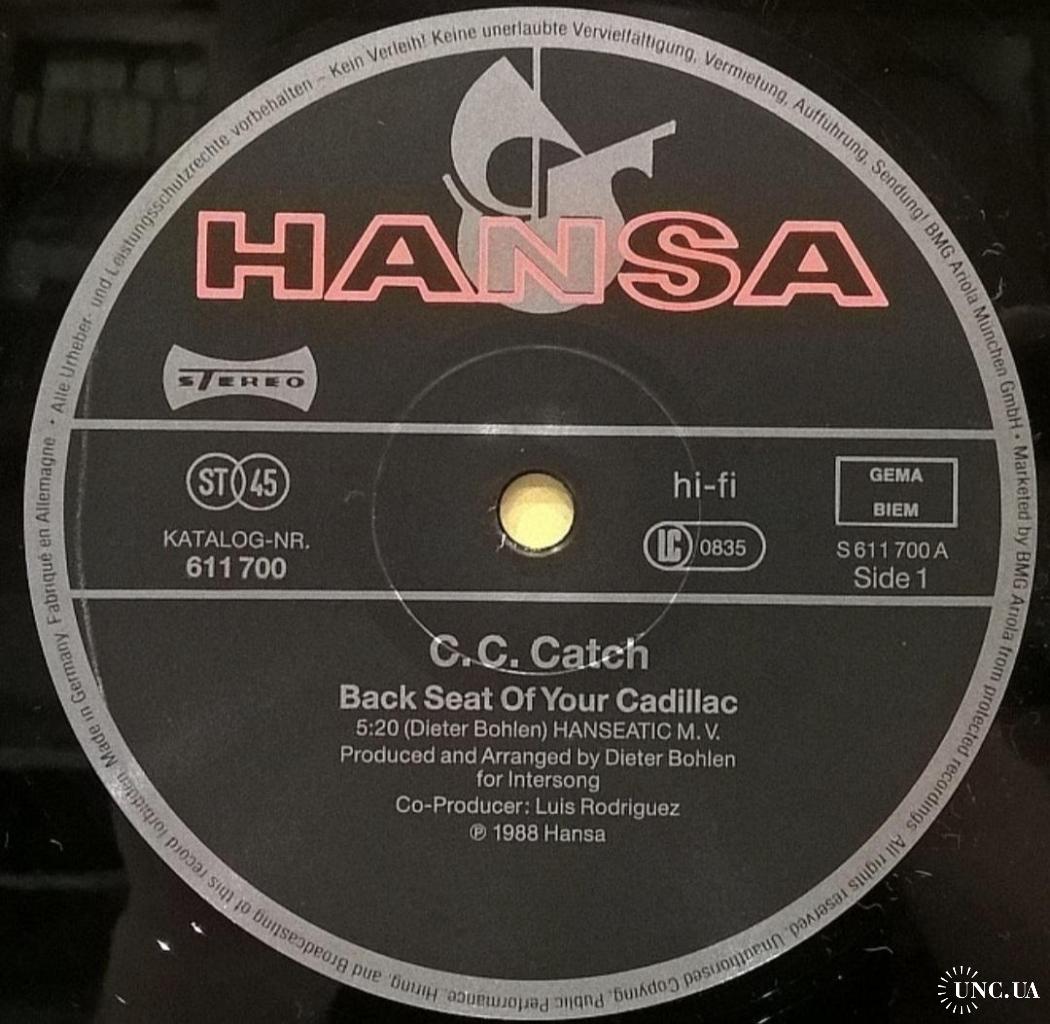 Alle Urheber- und Leistungsschutzrechte vorbehalten – Kein Verleih! Keine unerlaubte Vervielfältigung, Vermietung, Aufführung, Sendung! BMG Ariola München GmbH • Marketed by BMG Ariola from protected recordings. All rights reserved. Unauthorised Copying, Public Performance, Hiring, and Broadcasting of this record forbidden. Made in Germany. Fabriqué en Allemagne •
HANSA
STEREO
ST 45
KATALOG-NR.
611 700
hi-fi
LC 0835
GEMA
BIEM
S 611 700 A
Side 1
C. C. Catch
Back Seat Of Your Cadillac
5:20 (Dieter Bohlen) HANSEATIC M. V.
Produced and Arranged by Dieter Bohlen
for Intersong
Co-Producer: Luis Rodriguez
℗ 1988 Hansa
UNC.UA